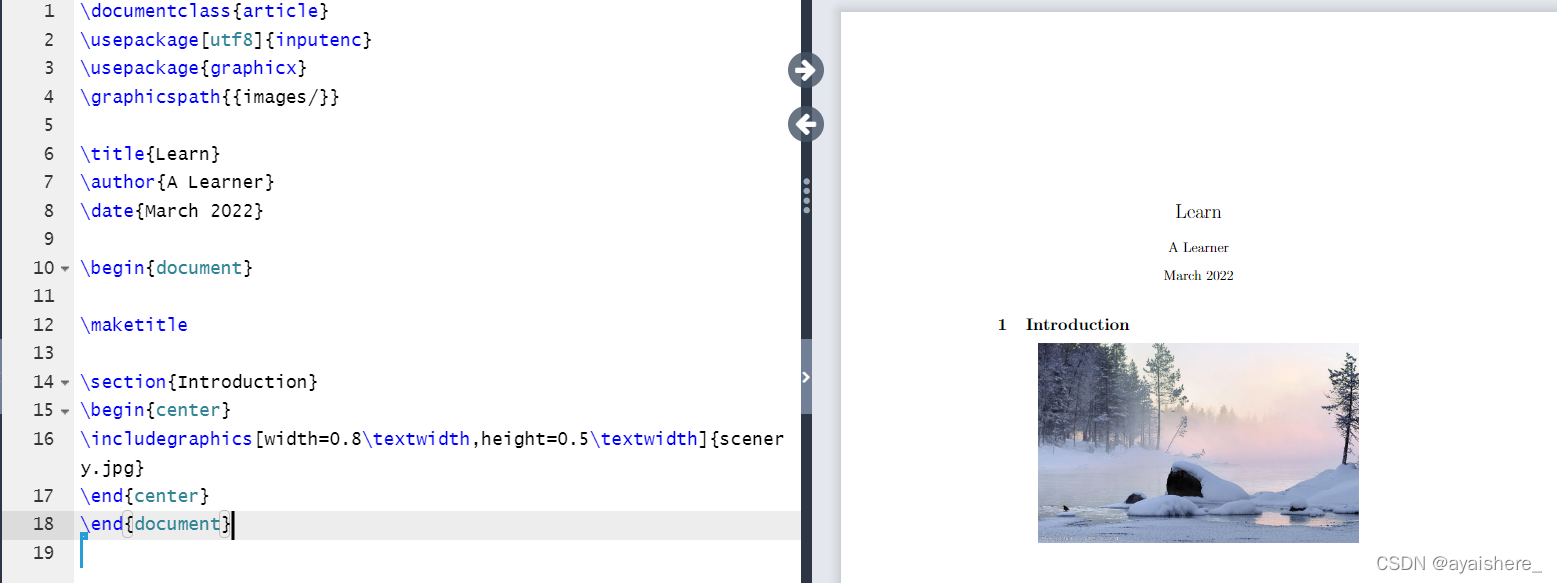 1 \documentclass{article}
2 \usepackage[utf8]{inputenc}
3 \usepackage{graphicx}
4 \graphicspath{{images/}}
5
6 \title{Learn}
7 \author{A Learner}
8 \date{March 2022}
9
10 \begin{document}
11
12 \maketitle
13
14 \section{Introduction}
15 \begin{center}
16 \includegraphics[width=0.8\textwidth,height=0.5\textwidth]{scener
y.jpg}
17 \end{center}
18 \end{document}
19
Learn
A Learner
March 2022
1 Introduction
CSDN @ayaishere_